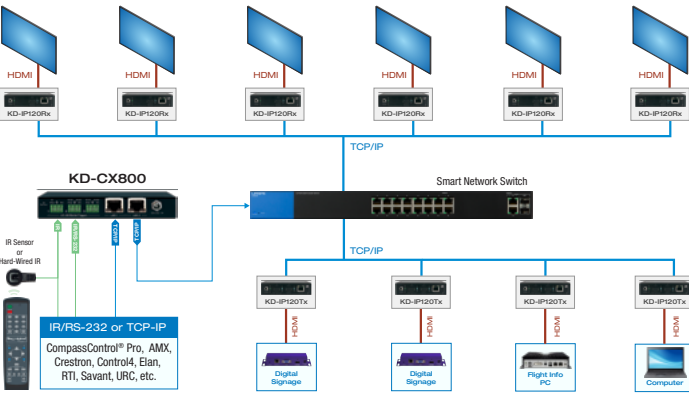 HDMI HDMI HDMI HDMI HDMI HDMI
KD-IP120Rx KD-IP120Rx KD-IP120Rx KD-IP120Rx KD-IP120Rx KD-IP120Rx
TCP/IP
KD-CX800
Smart Network Switch
IR
IR/RS-232
TCP/IP
TCP/IP
IR Sensor
or
Hard-Wired IR
KD-IP120Tx KD-IP120Tx KD-IP120Tx KD-IP120Tx
HDMI HDMI HDMI HDMI
IR/RS-232 or TCP-IP
CompassControl® Pro, AMX,
Crestron, Control4, Elan,
RTI, Savant, URC, etc.
Digital
Signage
Digital
Signage
Flight Info
PC
Computer